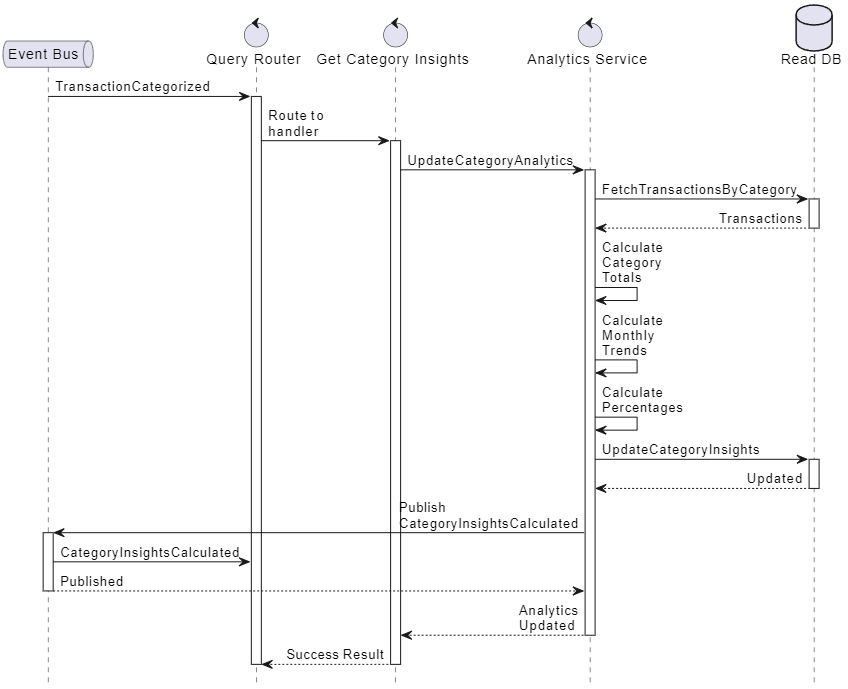 Event Bus
Query Router
Get Category Insights
Analytics Service
Read DB
TransactionCategorized
Route to
handler
UpdateCategoryAnalytics
FetchTransactionsByCategory
Transactions
Calculate
Category
Totals
Calculate
Monthly
Trends
Calculate
Percentages
UpdateCategoryInsights
Updated
Publish
CategoryInsightsCalculated
CategoryInsightsCalculated
Published
Analytics
Updated
Success Result